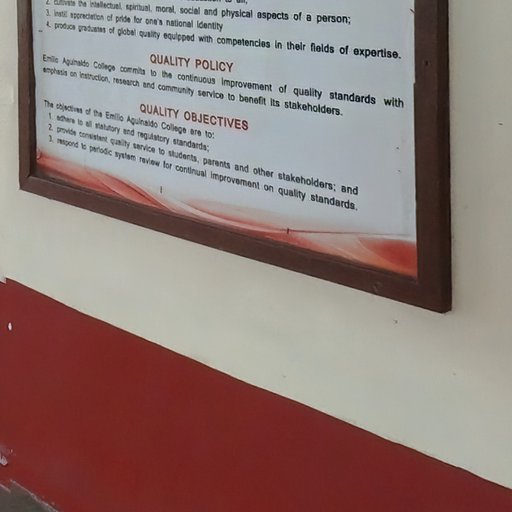 2. cultivate the intellectual, spiritual, moral, social and physical aspects of a person;
3. instill appreciation of pride for one's national identity
4. produce graduates of global quality equipped with competencies in their fields of expertise.
QUALITY POLICY
Emilio Aguinaldo College commits to the continuous improvement of quality standards with
emphasis on instruction, research and community service to benefit its stakeholders.
QUALITY OBJECTIVES
The objectives of the Emilio Aguinaldo College are to:
1. adhere to all statutory and regulatory standards;
2. provide consistent quality service to students, parents and other stakeholders; and
3. respond to periodic system review for continual improvement on quality standards.